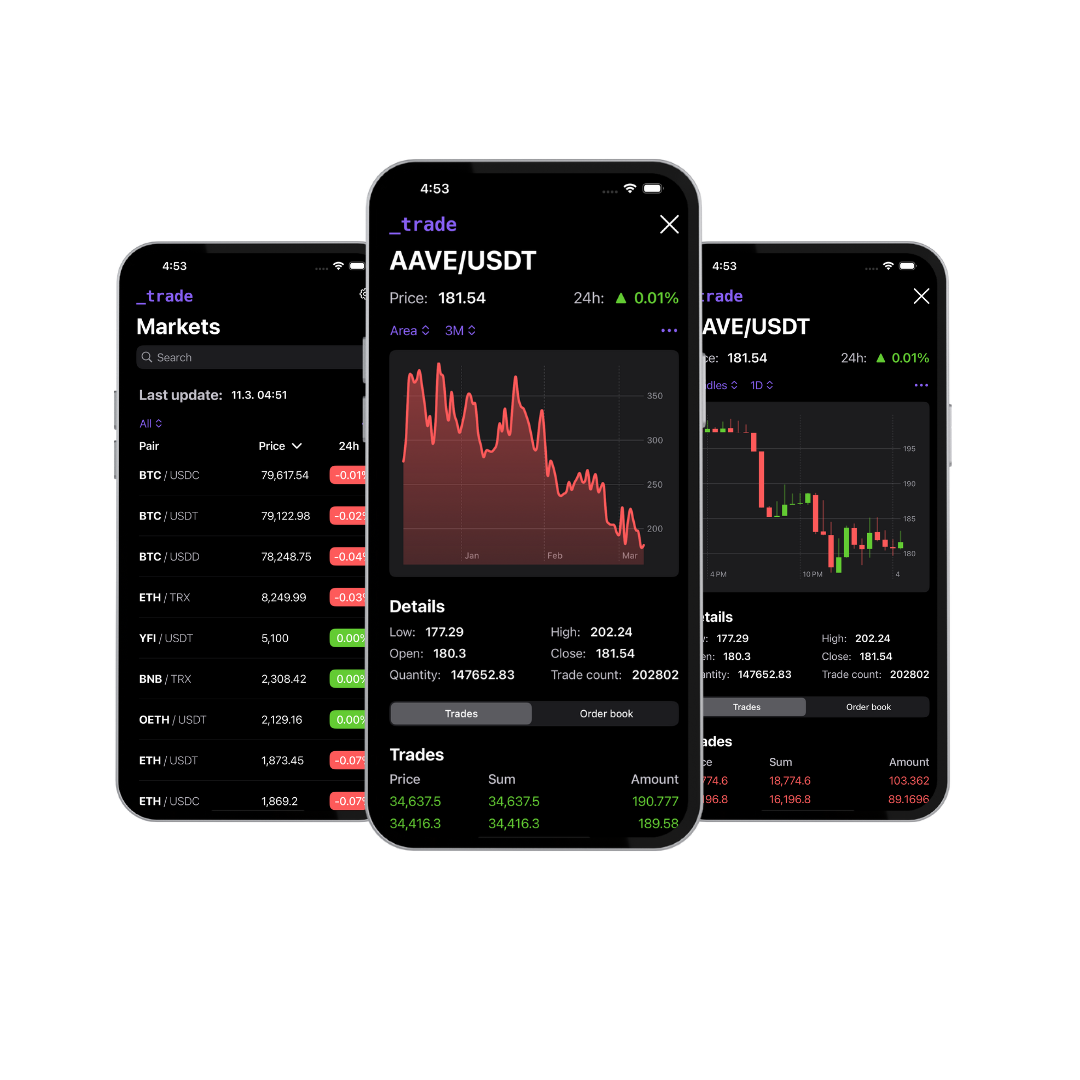 4:53
_trade
Markets
Search
Last update: 11.3. 04:51
All
Pair Price 24h
BTC / USDC 79,617.54 -0.01%
BTC / USDT 79,122.98 -0.02%
BTC / USDD 78,248.75 -0.04%
ETH / TRX 8,249.99 -0.03%
YFI / USDT 5,100 0.00%
BNB / TRX 2,308.42 0.00%
OETH / USDT 2,129.16 0.00%
ETH / USDT 1,873.45 -0.07%
ETH / USDC 1,869.2 -0.07%
4:53
_trade
AAVE/USDT
Price: 181.54 24h: ▲ 0.01%
Area 3M
350
300
250
200
Jan Feb Mar
Details
Low: 177.29 High: 202.24
Open: 180.3 Close: 181.54
Quantity: 147652.83 Trade count: 202802
Trades Order book
Trades
Price Sum Amount
34,637.5 34,637.5 190.777
34,416.3 34,416.3 189.58
4:53
rade
AVE/USDT
ce: 181.54 24h: ▲ 0.01%
dles 1D
195
190
185
180
4 PM 10 PM 4
tails
w: 177.29 High: 202.24
en: 180.3 Close: 181.54
antity: 147652.83 Trade count: 202802
Trades Order book
ades
ce Sum Amount
774.6 18,774.6 103.362
196.8 16,196.8 89.1696